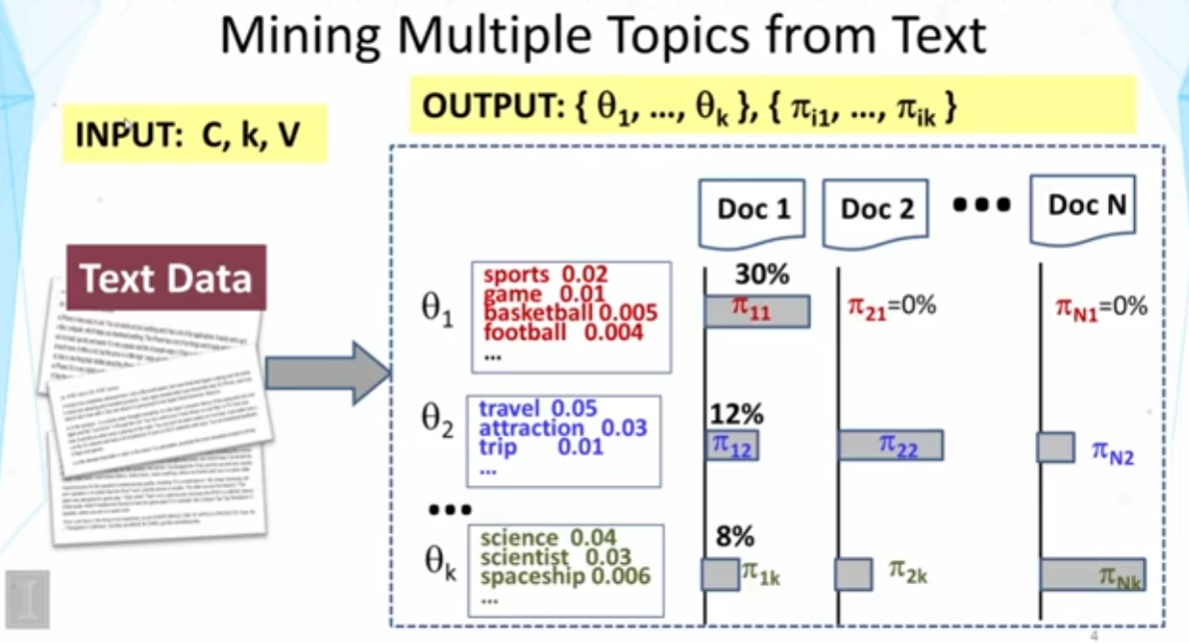 Mining Multiple Topics from Text
INPUT: C, k, V
OUTPUT: { θ1, ..., θk }, { πi1, ..., πik }
Text Data
Doc 1
Doc 2
...
Doc N
θ1
sports 0.02
game 0.01
basketball 0.005
football 0.004
...
30%
π11
π21=0%
πN1=0%
θ2
travel 0.05
attraction 0.03
trip 0.01
...
12%
π12
π22
πN2
...
θk
science 0.04
scientist 0.03
spaceship 0.006
...
8%
π1k
π2k
πNk
I
4